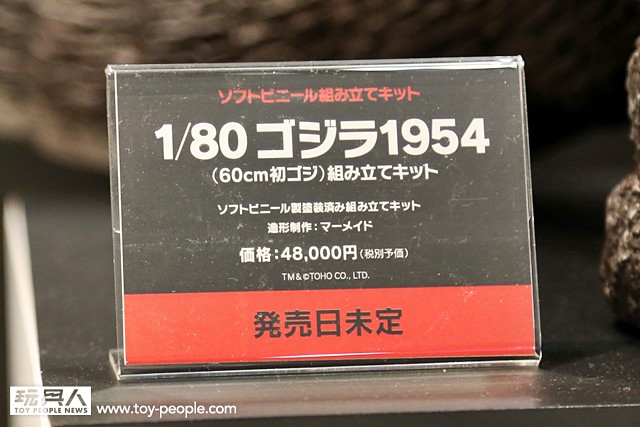 ソフトビニール組み立てキット
1/80 ゴジラ1954
(60cm初ゴジ)組み立てキット
ソフトビニール製塗装済み組み立てキット
造形制作:マーメイド
価格:48,000円(税別予価)
TM&©TOHO CO., LTD.
発売日未定
玩具人
TOY PEOPLE NEWS
www.toy-people.com